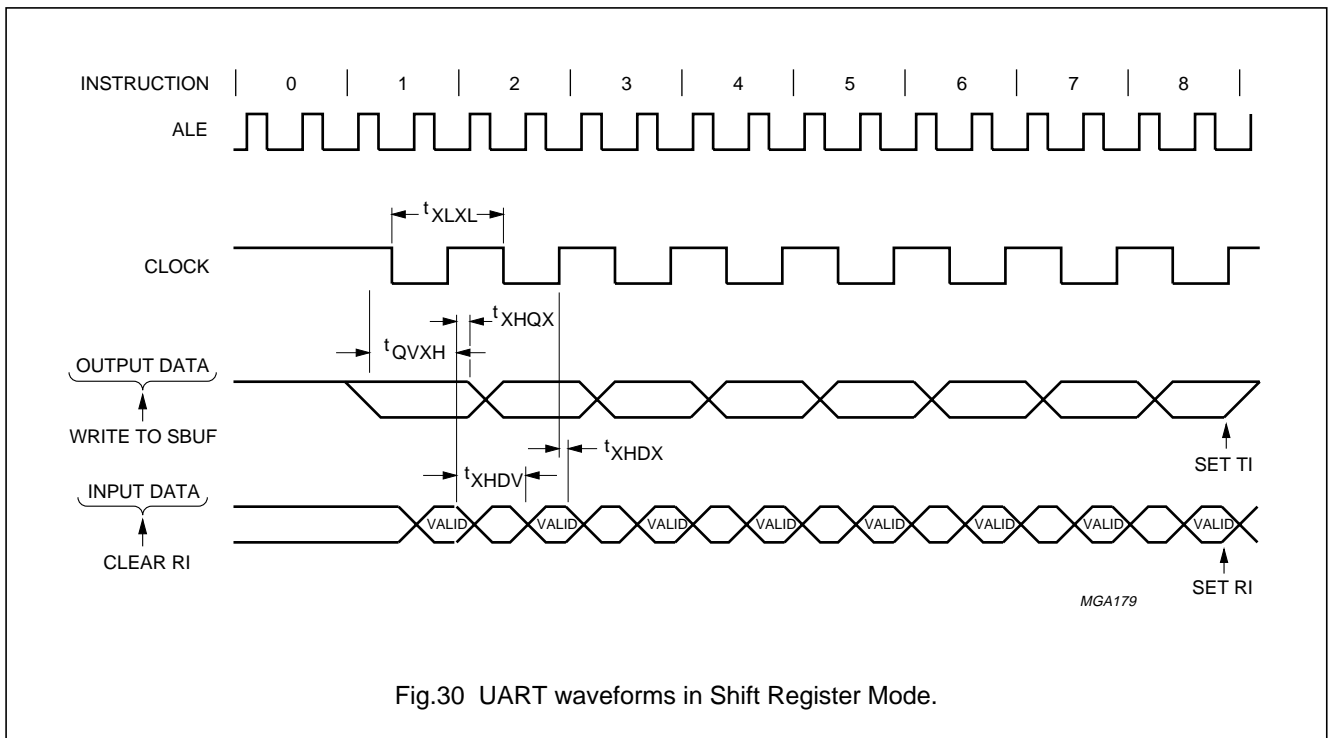 INSTRUCTION | 0 | 1 | 2 | 3 | 4 | 5 | 6 | 7 | 8 |
ALE
tXLXL
CLOCK
tXHQX
tQVXH
OUTPUT DATA
WRITE TO SBUF
tXHDX
SET TI
tXHDV
INPUT DATA
VALID VALID VALID VALID VALID VALID VALID VALID
CLEAR RI
SET RI
MGA179
Fig.30 UART waveforms in Shift Register Mode.